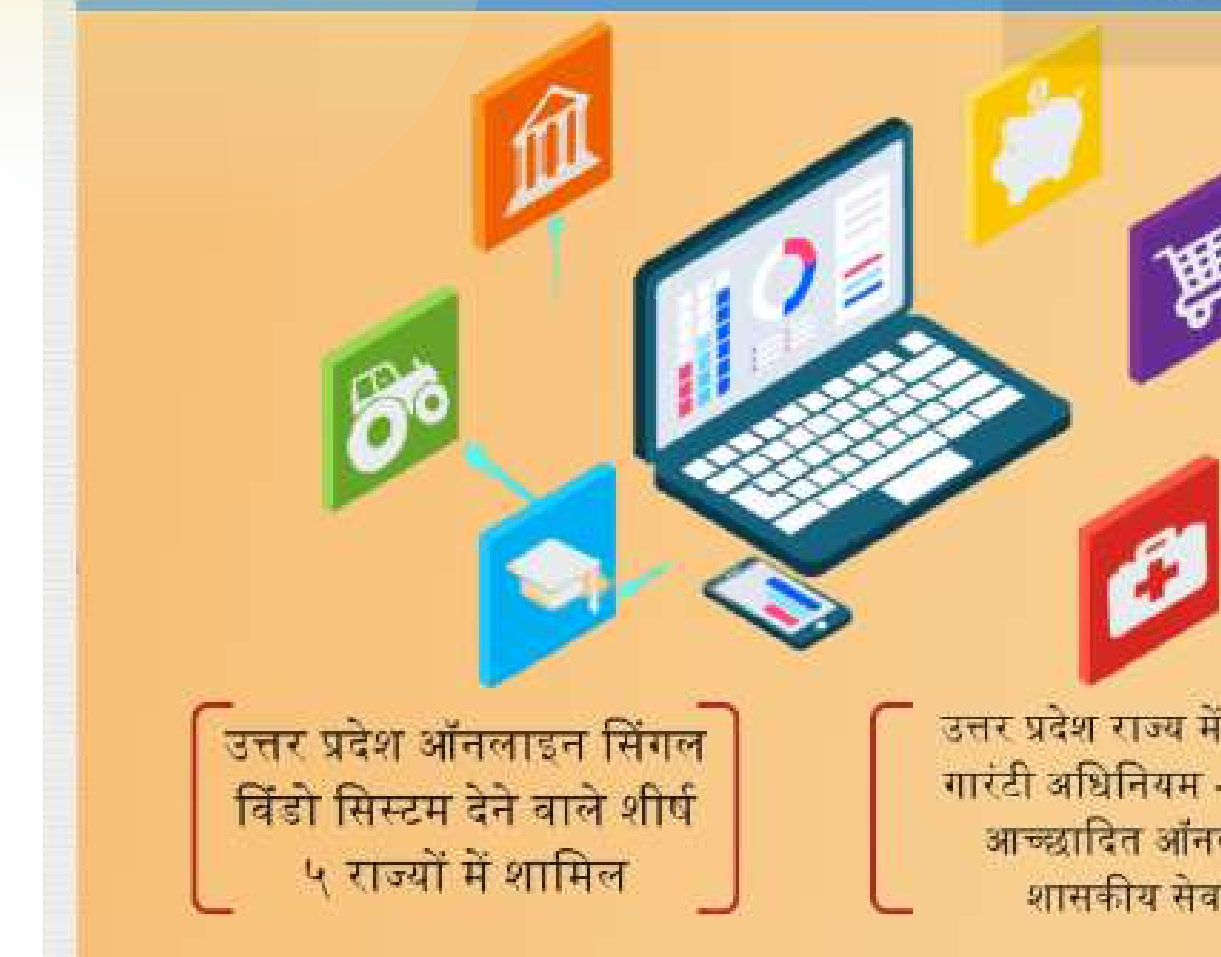 उत्तर प्रदेश ऑनलाइन सिंगल
विंडो सिस्टम देने वाले शीर्ष
५ राज्यों में शामिल
उत्तर प्रदेश राज्य में
गारंटी अधिनियम -
आच्छादित
शासकीय